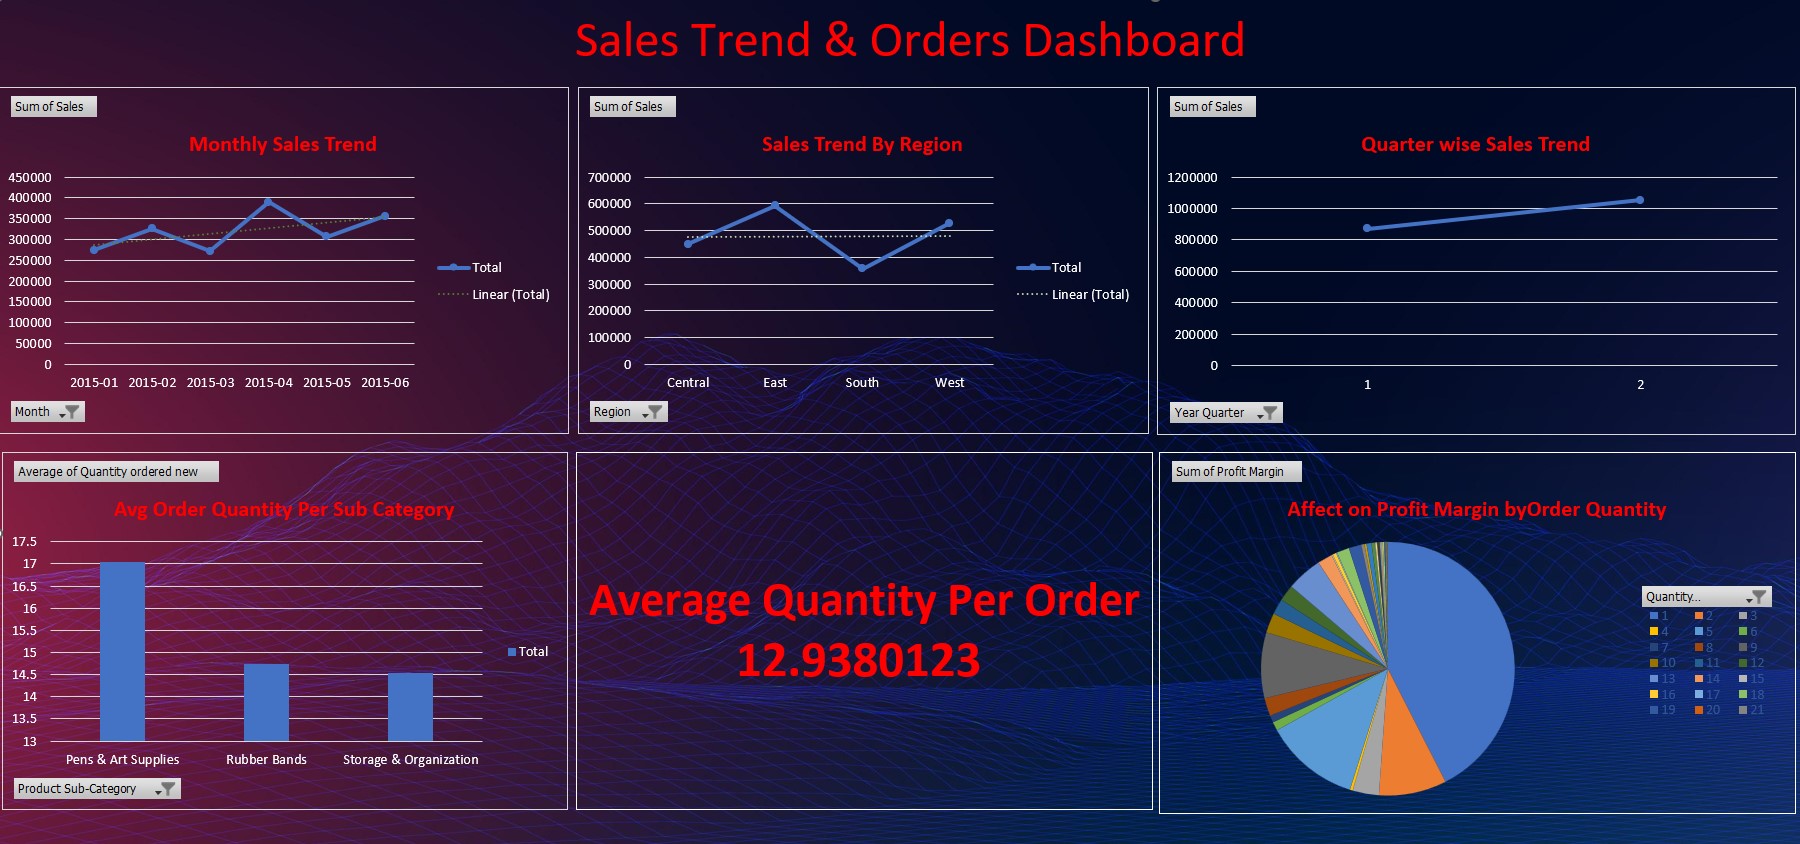 Sales Trend & Orders Dashboard
Sum of Sales
Monthly Sales Trend
450000
400000
350000
300000
250000
200000
150000
100000
50000
0
2015-01 2015-02 2015-03 2015-04 2015-05 2015-06
Total
Linear (Total)
Month
Sum of Sales
Sales Trend By Region
700000
600000
500000
400000
300000
200000
100000
0
Central East South West
Total
Linear (Total)
Region
Sum of Sales
Quarter wise Sales Trend
1200000
1000000
800000
600000
400000
200000
0
1 2
Year Quarter
Average of Quantity ordered new
Avg Order Quantity Per Sub Category
17.5
17
16.5
16
15.5
15
14.5
14
13.5
13
Pens & Art Supplies Rubber Bands Storage & Organization
Total
Product Sub-Category
Average Quantity Per Order
12.9380123
Sum of Profit Margin
Affect on Profit Margin byOrder Quantity
Quantity...
1 2 3
4 5 6
7 8 9
10 11 12
13 14 15
16 17 18
19 20 21